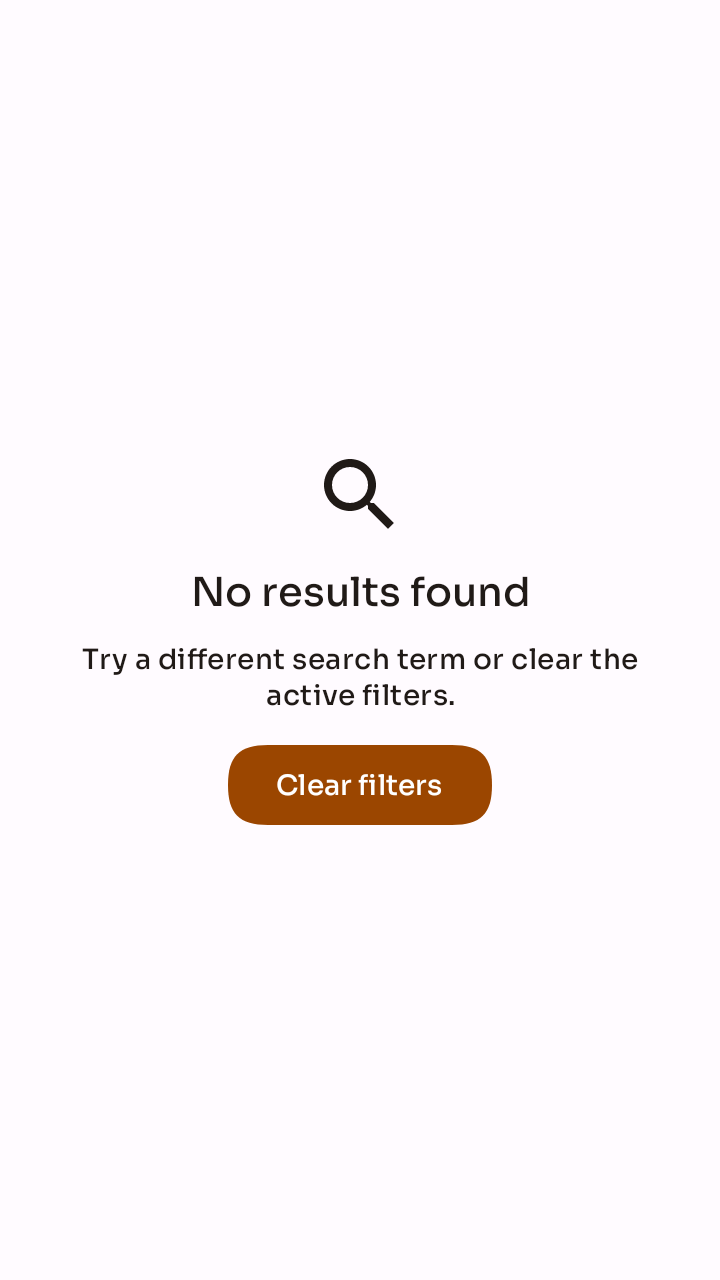 No results found
Try a different search term or clear the
active filters.
Clear filters